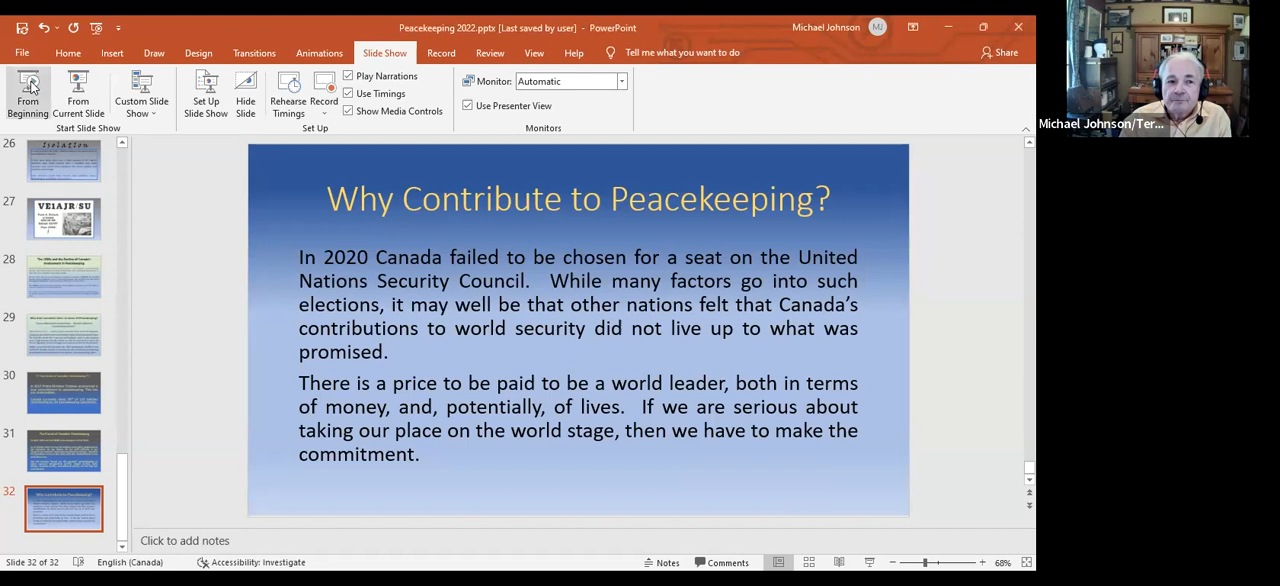 Peacekeeping 2022.pptx [Last saved by user] - PowerPoint
Michael Johnson
MJ
File Home Insert Draw Design Transitions Animations Slide Show Record Review View Help Tell me what you want to do
Share
From Beginning
From Current Slide
Custom Slide Show
Set Up Slide Show
Hide Slide
Rehearse Timings
Record
Play Narrations
Use Timings
Show Media Controls
Monitor: Automatic
Use Presenter View
Start Slide Show
Set Up
Monitors
Michael Johnson/Ter...
26
Isolation
27
VE1AJR/SU
28
29
30
31
32
Why Contribute to Peacekeeping?
Why Contribute to Peacekeeping?
In 2020 Canada failed to be chosen for a seat on the United
Nations Security Council. While many factors go into such
elections, it may well be that other nations felt that Canada's
contributions to world security did not live up to what was
promised.
There is a price to be paid to be a world leader, both in terms
of money, and, potentially, of lives. If we are serious about
taking our place on the world stage, then we have to make the
commitment.
Click to add notes
Slide 32 of 32
English (Canada)
Accessibility: Investigate
Notes
Comments
68%